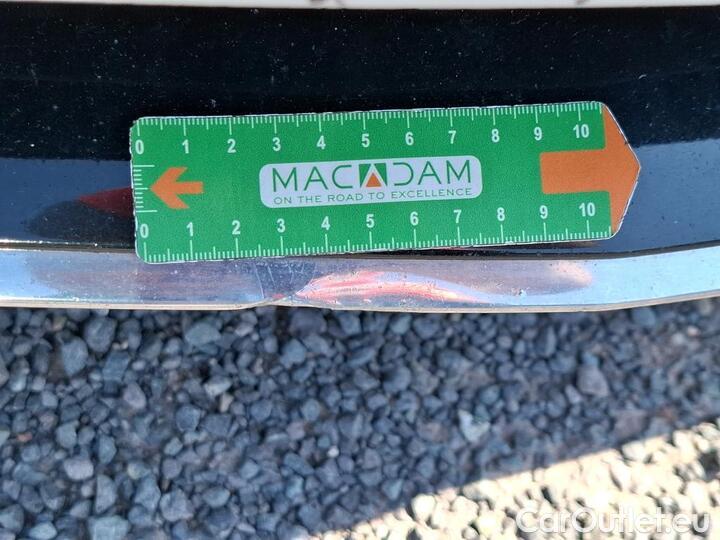 0 1 2 3 4 5 6 7 8 9 10
MACADAM
ON THE ROAD TO EXCELLENCE
0 1 2 3 4 5 6 7 8 9 10
CarOutlet.eu